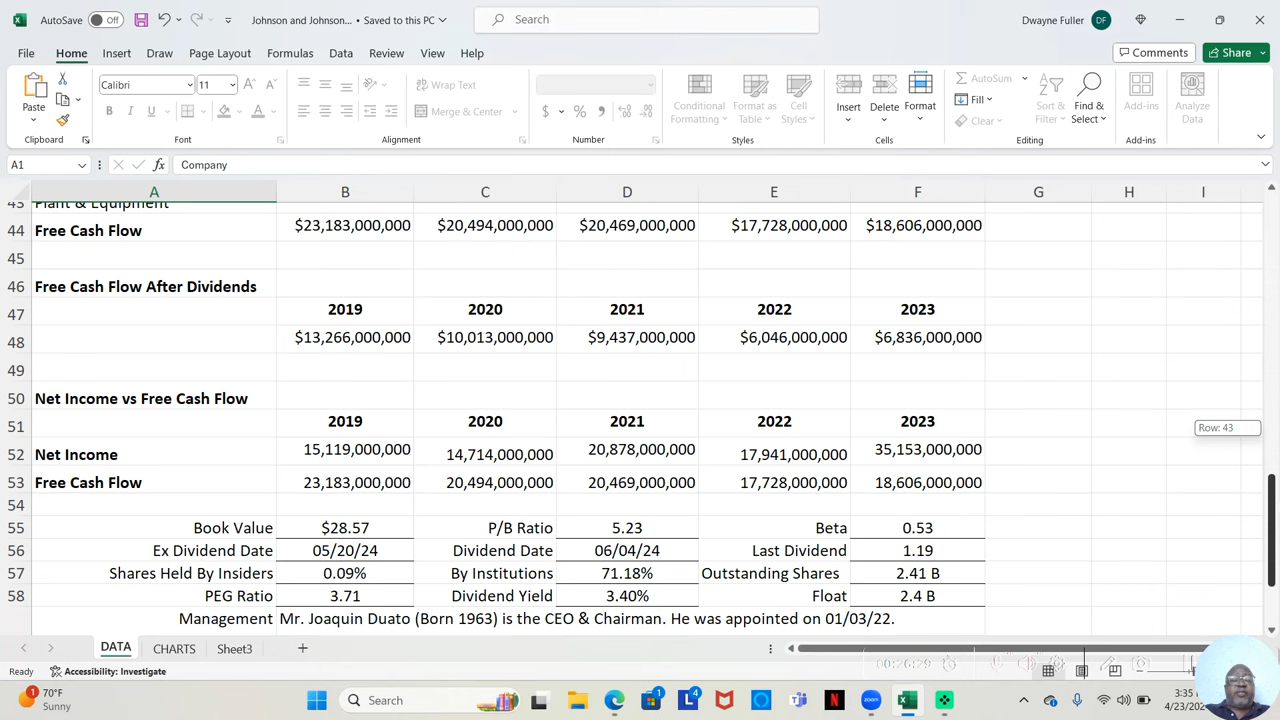 AutoSave Off Johnson and Johnson... • Saved to this PC Search Dwayne Fuller DF
File Home Insert Draw Page Layout Formulas Data Review View Help Comments Share
Paste Calibri 11 Wrap Text Merge & Center Conditional Formatting Format as Table Cell Styles Insert Delete Format AutoSum Fill Clear Sort & Filter Find & Select Add-ins Analyze Data
Clipboard Font Alignment Number Styles Cells Editing Add-ins
A1 fx Company
A B C D E F G H I
43 Plant & Equipment
44 Free Cash Flow $23,183,000,000 $20,494,000,000 $20,469,000,000 $17,728,000,000 $18,606,000,000
45
46 Free Cash Flow After Dividends
47 2019 2020 2021 2022 2023
48 $13,266,000,000 $10,013,000,000 $9,437,000,000 $6,046,000,000 $6,836,000,000
49
50 Net Income vs Free Cash Flow
51 2019 2020 2021 2022 2023 Row: 43
52 Net Income 15,119,000,000 14,714,000,000 20,878,000,000 17,941,000,000 35,153,000,000
53 Free Cash Flow 23,183,000,000 20,494,000,000 20,469,000,000 17,728,000,000 18,606,000,000
54
55 Book Value $28.57 P/B Ratio 5.23 Beta 0.53
56 Ex Dividend Date 05/20/24 Dividend Date 06/04/24 Last Dividend 1.19
57 Shares Held By Insiders 0.09% By Institutions 71.18% Outstanding Shares 2.41 B
58 PEG Ratio 3.71 Dividend Yield 3.40% Float 2.4 B
Management Mr. Joaquin Duato (Born 1963) is the CEO & Chairman. He was appointed on 01/03/22.
DATA CHARTS Sheet3
Ready Accessibility: Investigate 00:26:29
70°F Sunny Search 3:35 4/23/2